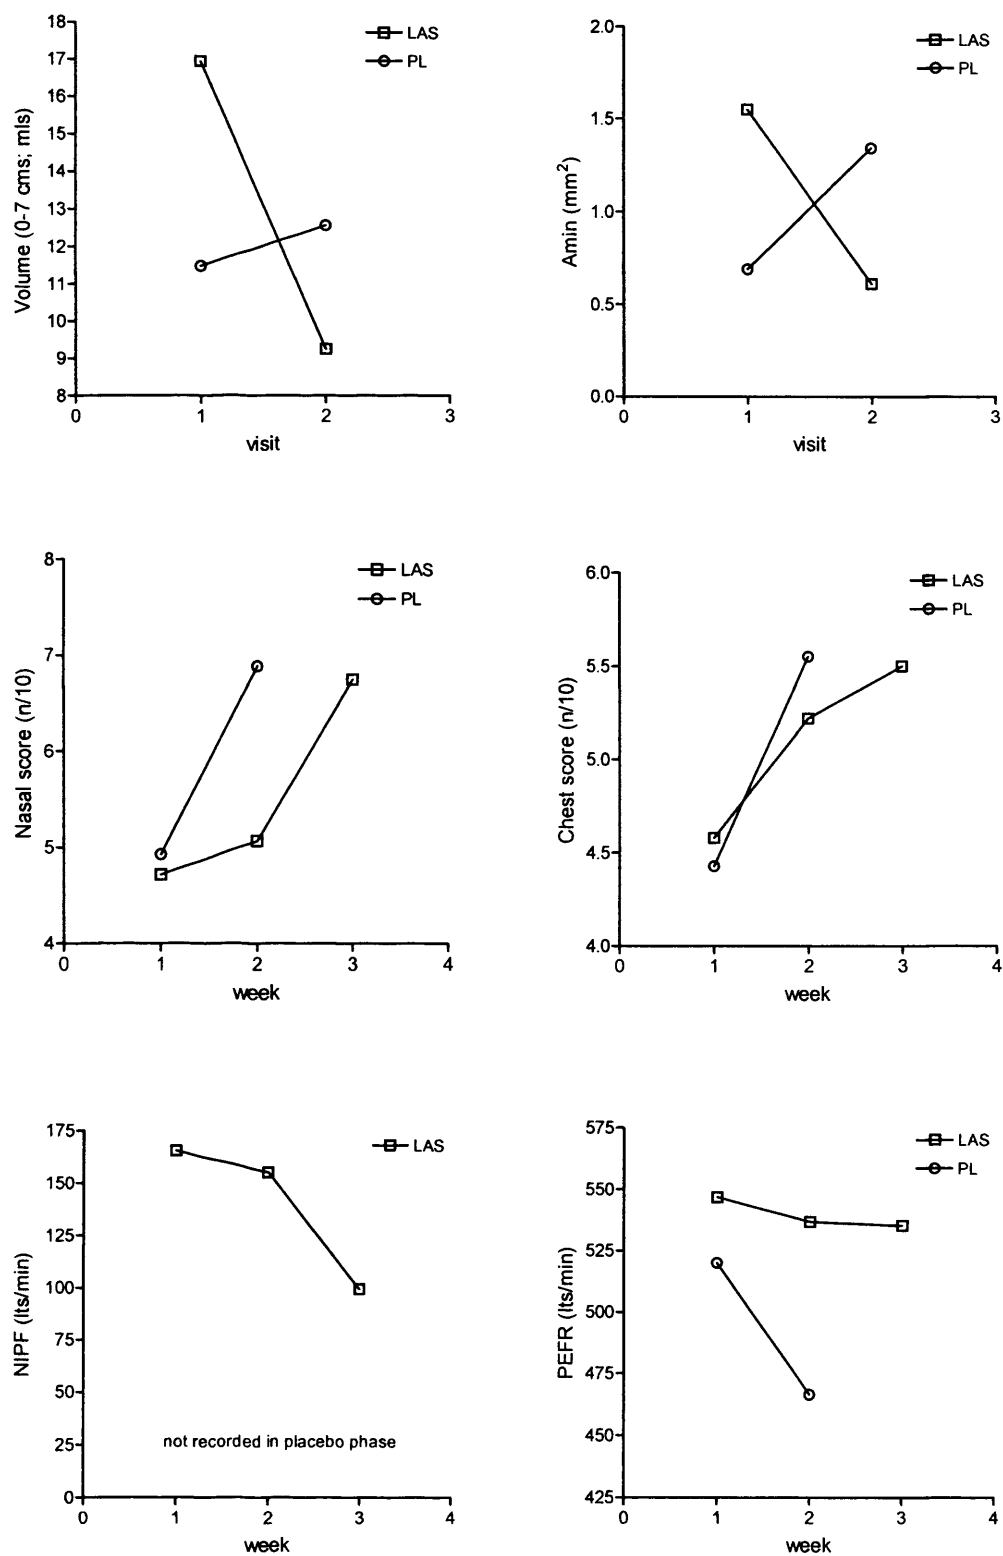 LAS
PL
Volume (0-7 cms; mls)
18
17
16
15
14
13
12
11
10
9
8
0 1 2 3
visit
LAS
PL
Amin (mm²)
2.0
1.5
1.0
0.5
0.0
0 1 2 3
visit
LAS
PL
Nasal score (n/10)
8
7
6
5
4
0 1 2 3 4
week
LAS
PL
Chest score (n/10)
6.0
5.5
5.0
4.5
4.0
0 1 2 3 4
week
LAS
NIPF (lts/min)
175
150
125
100
75
50
25
0
not recorded in placebo phase
0 1 2 3 4
week
LAS
PL
PEFR (lts/min)
575
550
525
500
475
450
425
0 1 2 3 4
week